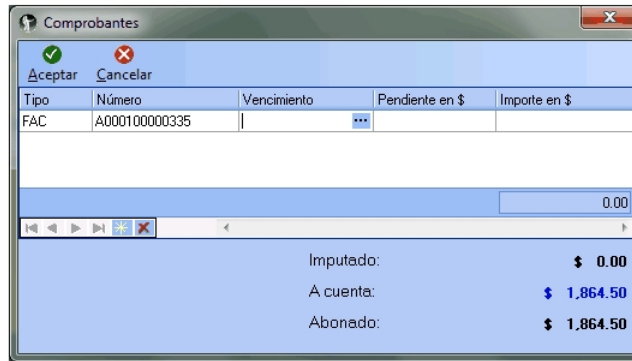 Comprobantes
Aceptar Cancelar
Tipo Número Vencimiento Pendiente en $ Importe en $
FAC A000100000335
0.00
Imputado: $ 0.00
A cuenta: $ 1,864.50
Abonado: $ 1,864.50